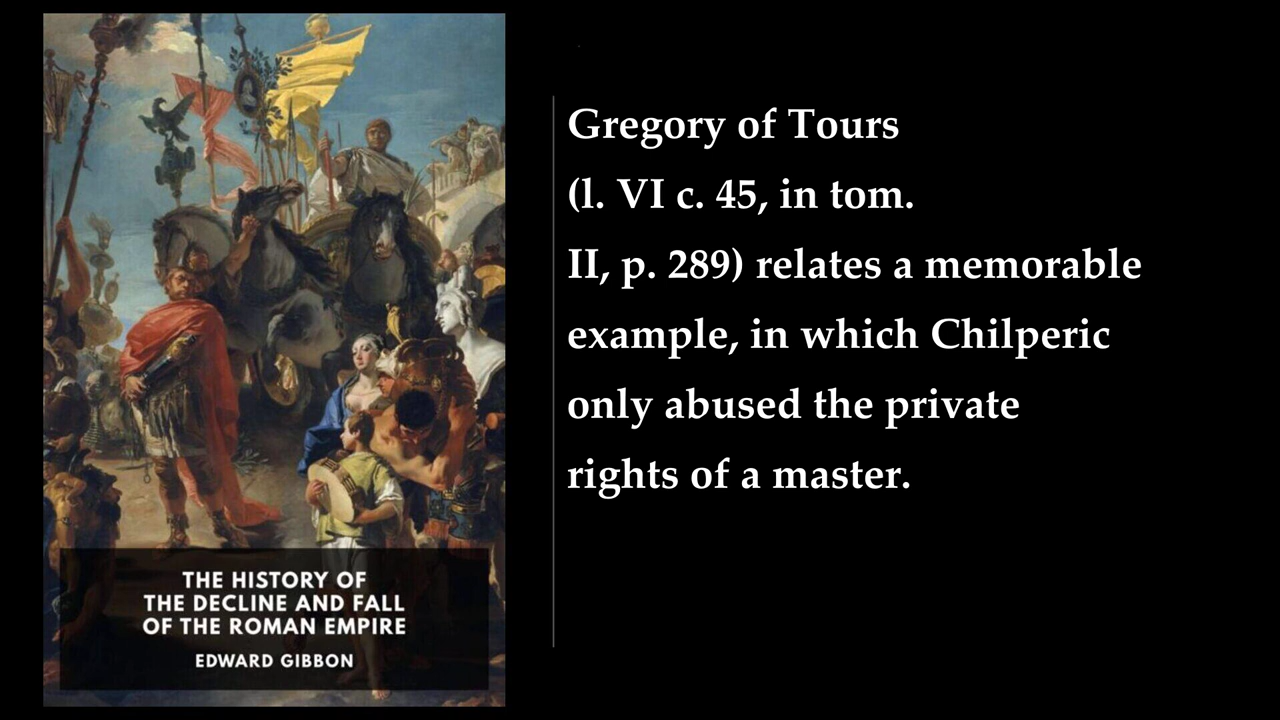 THE HISTORY OF
THE DECLINE AND FALL
OF THE ROMAN EMPIRE
EDWARD GIBBON
Gregory of Tours
(l. VI c. 45, in tom.
II, p. 289) relates a memorable
example, in which Chilperic
only abused the private
rights of a master.